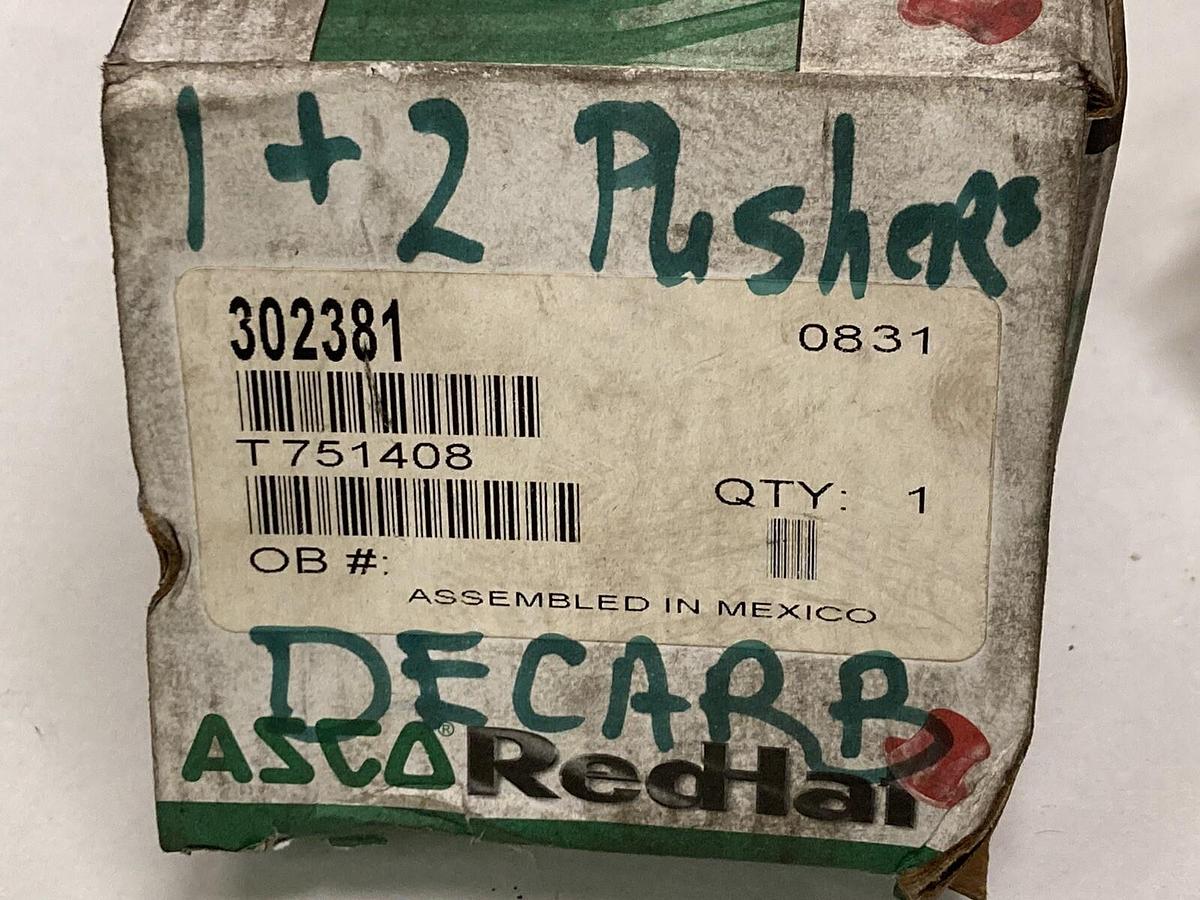 1 + 2 Pushers
302381 0831
T751408
QTY: 1
OB #:
ASSEMBLED IN MEXICO
DECARB
ASCO® RedHat